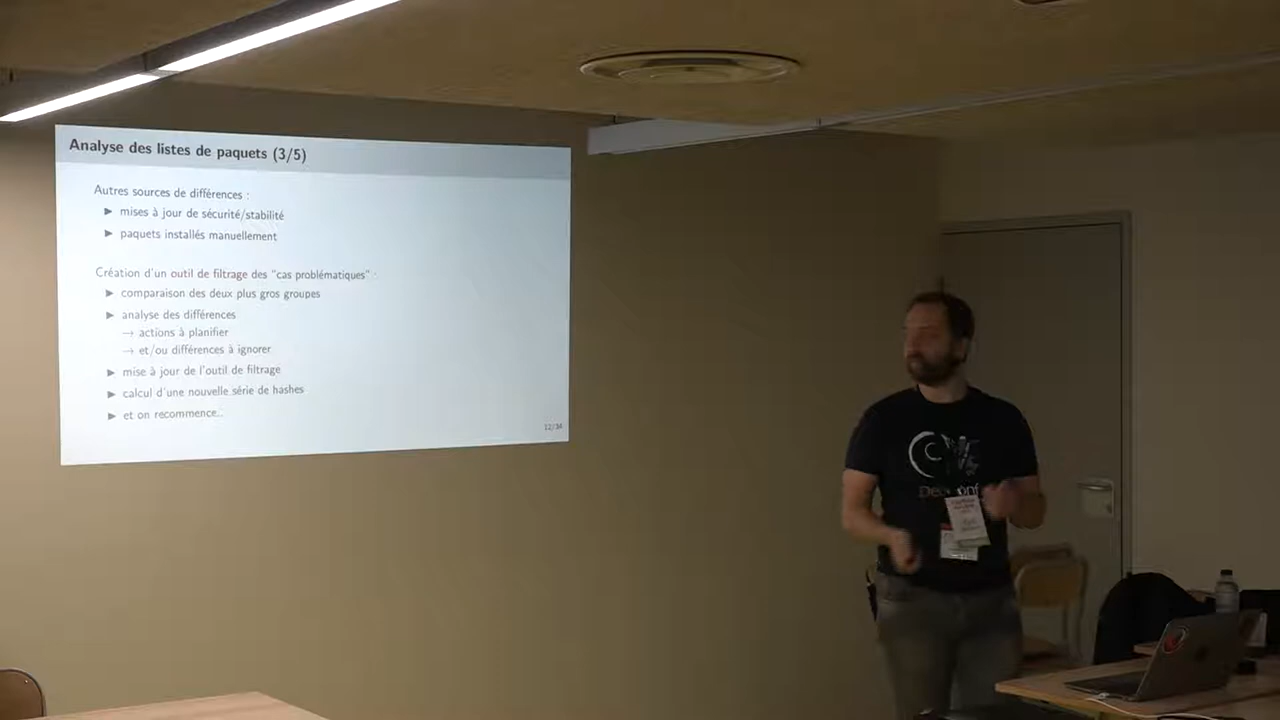 Analyse des listes de paquets (3/5)
Autres sources de différences :
► mises à jour de sécurité/stabilité
► paquets installés manuellement
Création d'un outil de filtrage des "cas problématiques" :
► comparaison des deux plus gros groupes
► analyse des différences
→ actions à planifier
→ et/ou différences à ignorer
► mise à jour de l'outil de filtrage
► calcul d'une nouvelle série de hashes
► et on recommence..
12/34